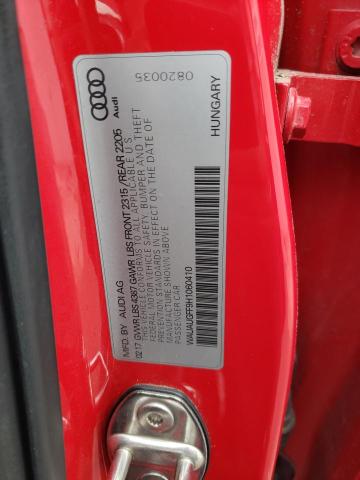 MFD. BY AUDI AG
02 17 GVWR LBS 4387 GAWR LBS FRONT 2315 / REAR 2205
THIS VEHICLE CONFORMS TO ALL APPLICABLE U S
FEDERAL MOTOR VEHICLE SAFETY, BUMPER AND THEFT
PREVENTION STANDARDS IN EFFECT ON THE DATE OF
MANUFACTURE SHOWN ABOVE.
PASSENGER CAR
WAUAUGFF9H1060410
HUNGARY
Audi
0820035